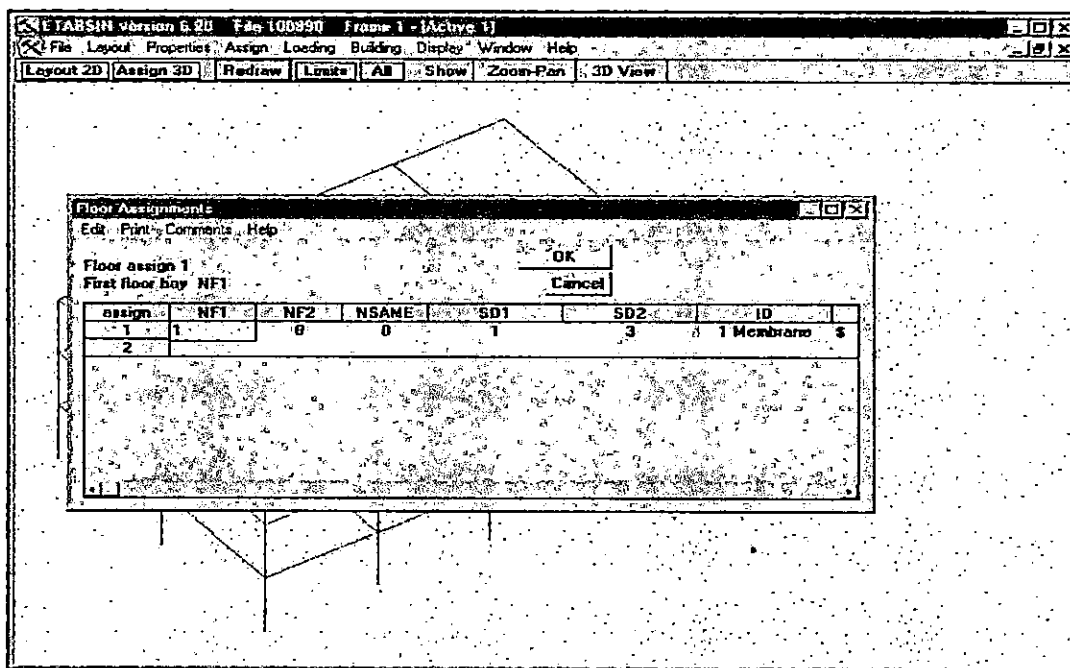 ETABSIN version 6.20 File 100890 Frame 1 - [Active 1]
File Layout Properties Assign Loading Building Display Window Help
Layout 2D Assign 3D Redraw Limits All Show Zoom-Pan 3D View
Floor Assignments
Edit Print Comments Help
OK
Floor assign 1
First floor bay NF1
Cancel
assign NF1 NF2 NSAME SD1 SD2 ID
1 1 0 1 3 1 Membrane $
2